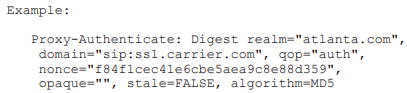 Example:
Proxy-Authenticate: Digest realm="atlanta.com",
domain="sip:ss1.carrier.com", qop="auth",
nonce="f84f1cec41e6cbe5aea9c8e88d359",
opaque="", stale=FALSE, algorithm=MD5